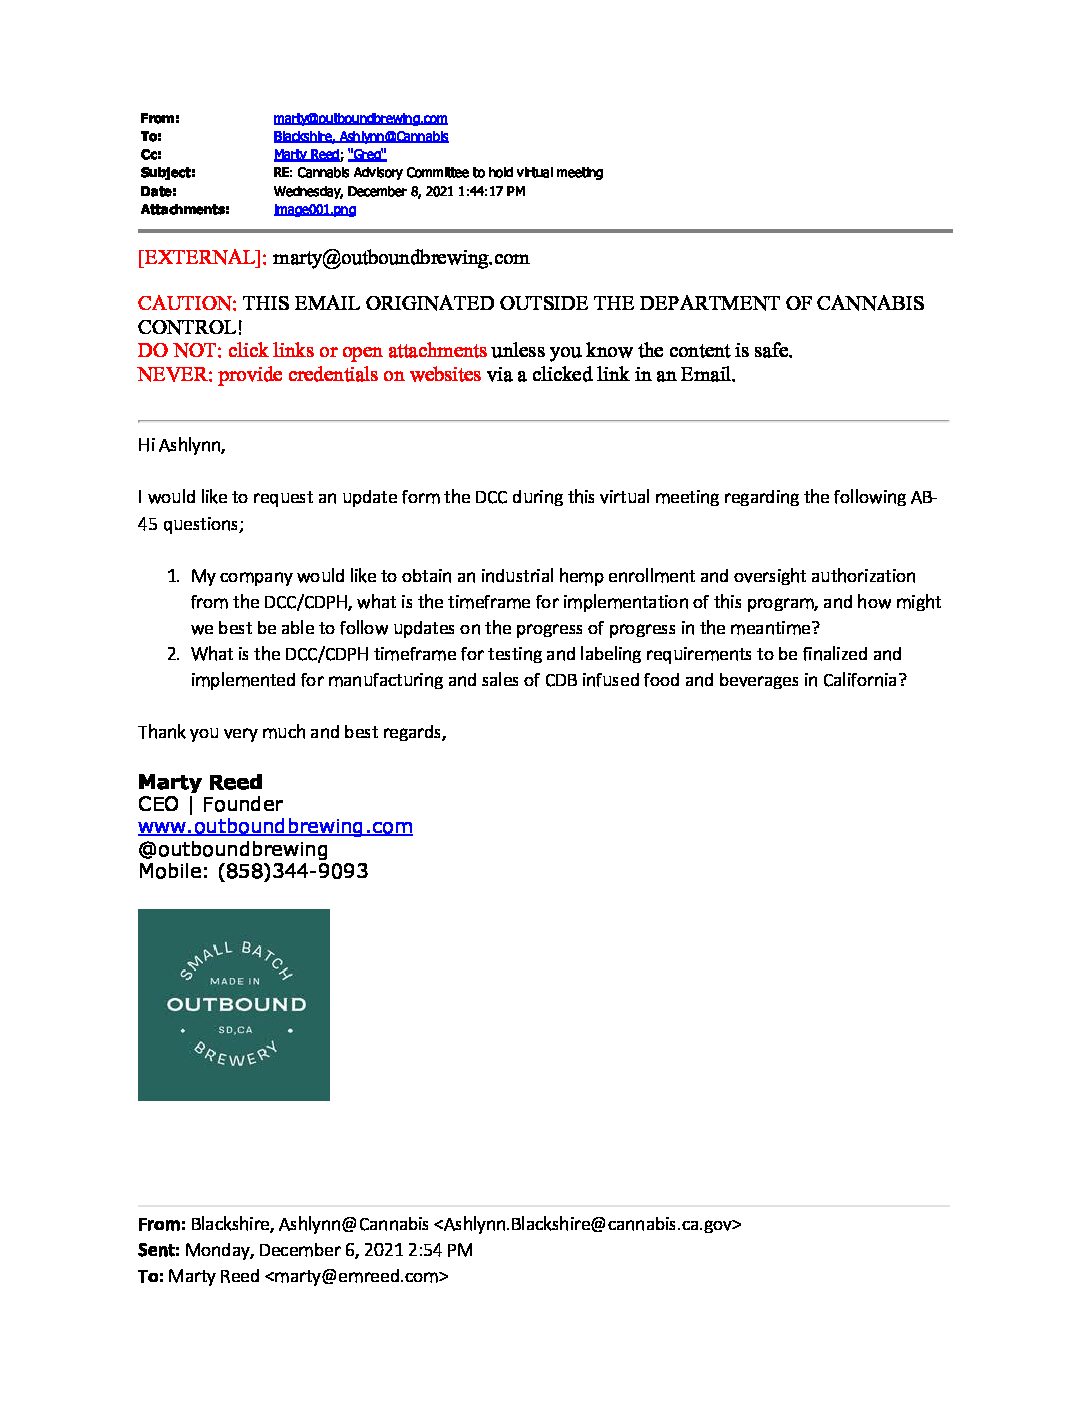 From: marty@outboundbrewing.com
To: Blackshire, Ashlynn@Cannabis
Cc: Marty Reed; "Greg"
Subject: RE: Cannabis Advisory Committee to hold virtual meeting
Date: Wednesday, December 8, 2021 1:44:17 PM
Attachments: image001.png
[EXTERNAL]: marty@outboundbrewing.com
CAUTION: THIS EMAIL ORIGINATED OUTSIDE THE DEPARTMENT OF CANNABIS
CONTROL!
DO NOT: click links or open attachments unless you know the content is safe.
NEVER: provide credentials on websites via a clicked link in an Email.
Hi Ashlynn,
I would like to request an update form the DCC during this virtual meeting regarding the following AB-
45 questions;
1. My company would like to obtain an industrial hemp enrollment and oversight authorization
from the DCC/CDPH, what is the timeframe for implementation of this program, and how might
we best be able to follow updates on the progress of progress in the meantime?
2. What is the DCC/CDPH timeframe for testing and labeling requirements to be finalized and
implemented for manufacturing and sales of CDB infused food and beverages in California?
Thank you very much and best regards,
Marty Reed
CEO | Founder
www.outboundbrewing.com
@outboundbrewing
Mobile: (858)344-9093
SMALL BATCH
MADE IN
OUTBOUND
• SD,CA •
BREWERY
From: Blackshire, Ashlynn@Cannabis <Ashlynn.Blackshire@cannabis.ca.gov>
Sent: Monday, December 6, 2021 2:54 PM
To: Marty Reed <marty@emreed.com>